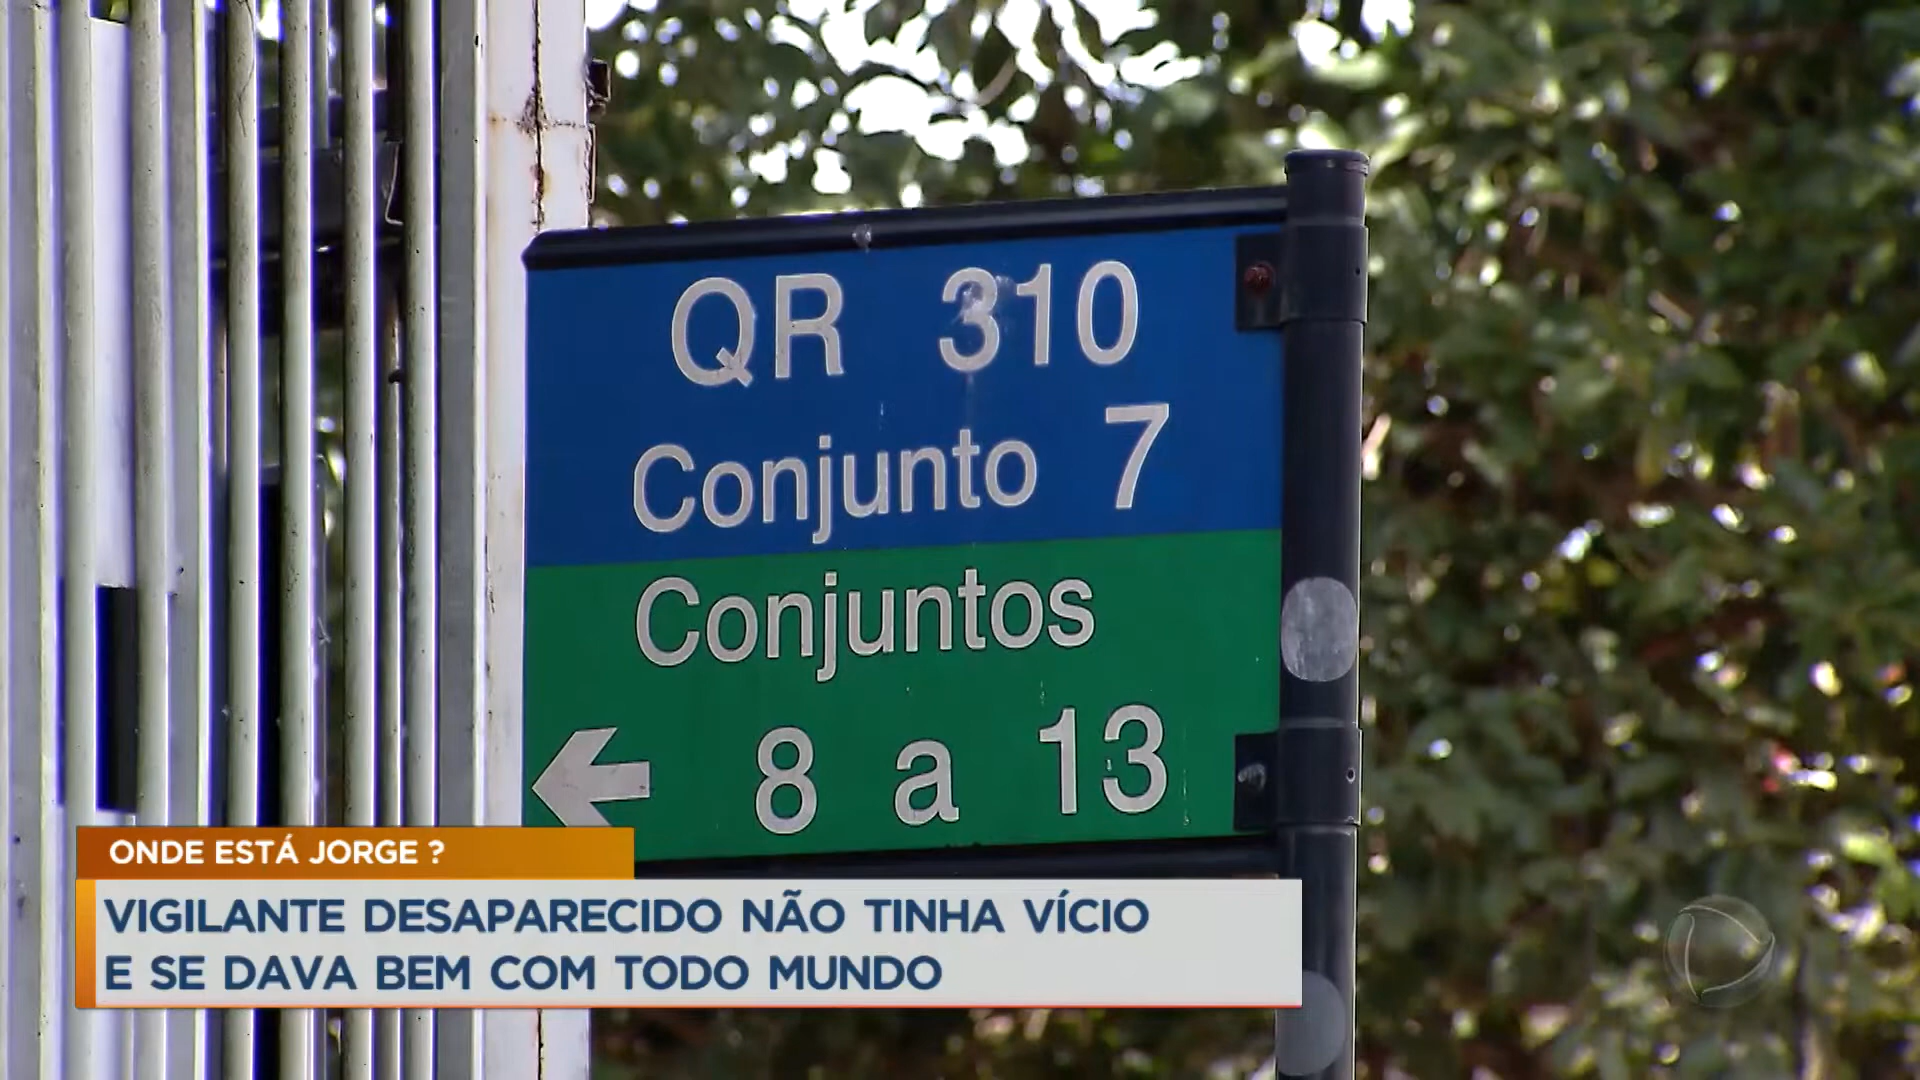 QR 310
Conjunto 7
Conjuntos
8 a 13
ONDE ESTÁ JORGE ?
VIGILANTE DESAPARECIDO NÃO TINHA VÍCIO
E SE DAVA BEM COM TODO MUNDO